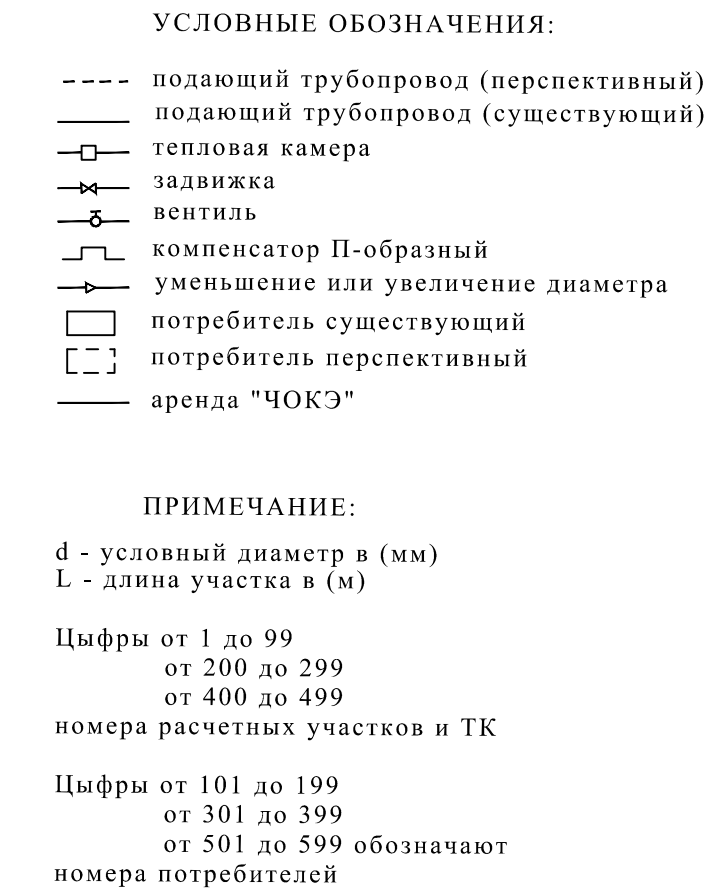 УСЛОВНЫЕ ОБОЗНАЧЕНИЯ:
подающий трубопровод (перспективный)
подающий трубопровод (существующий)
тепловая камера
задвижка
вентиль
компенсатор П-образный
уменьшение или увеличение диаметра
потребитель существующий
потребитель перспективный
аренда "ЧОКЭ"
ПРИМЕЧАНИЕ:
d - условный диаметр в (мм)
L - длина участка в (м)
Цыфры от 1 до 99
от 200 до 299
от 400 до 499
номера расчетных участков и ТК
Цыфры от 101 до 199
от 301 до 399
от 501 до 599 обозначают
номера потребителей